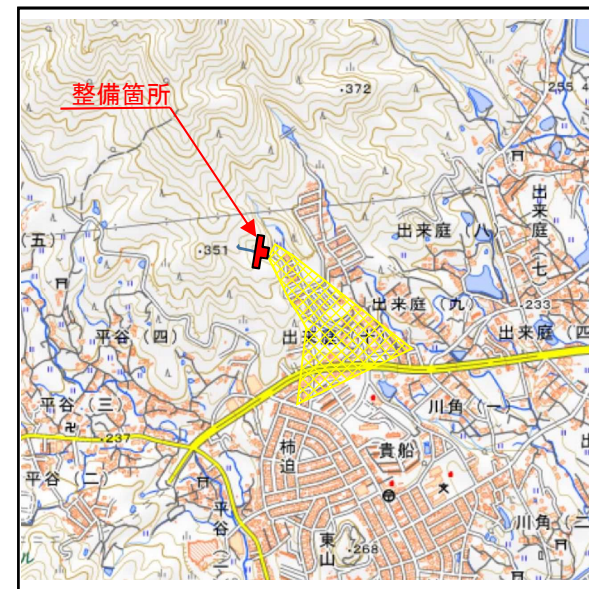 整備箇所
・372
255
出来庭(七)
出来庭(八)
(五)
・351
出来庭(九)
・233
平谷(四)
出来庭(十)
出来庭(四
平谷(三)
川角(一)
・237
柿迫
貴船
平谷
二
平谷(二
川角(二
東山
・268
ル